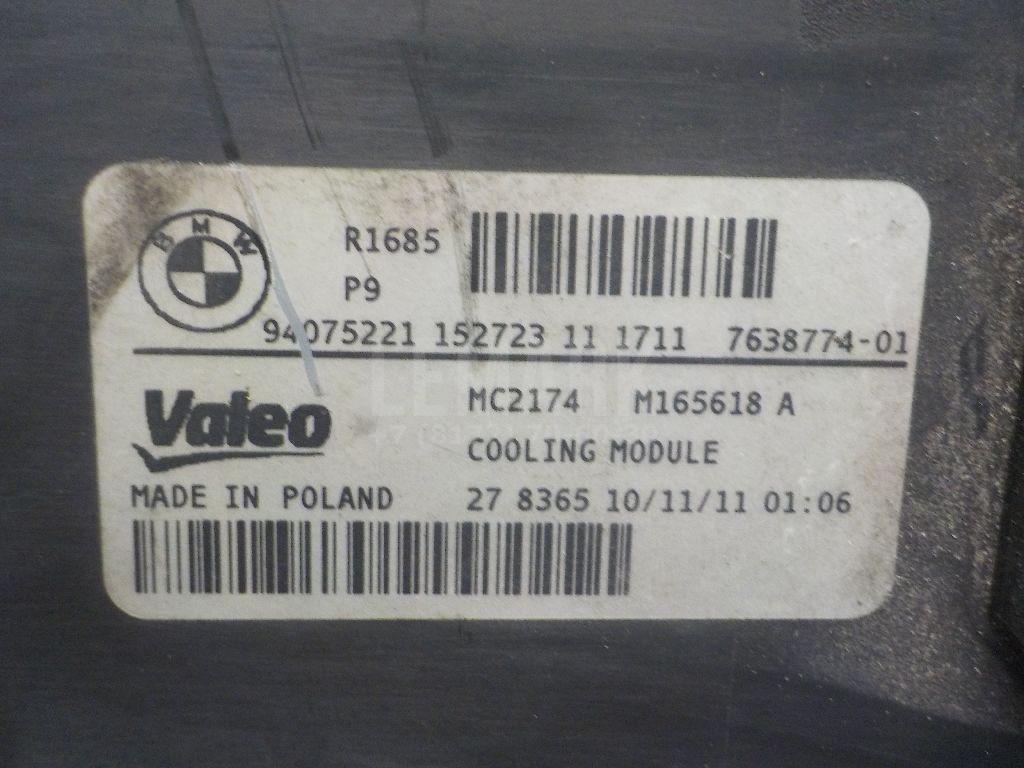 BMW
R1685
P9
94075221 152723 11 1711 7638774-01
Valeo
MC2174 M165618 A
COOLING MODULE
MADE IN POLAND 27 8365 10/11/11 01:06